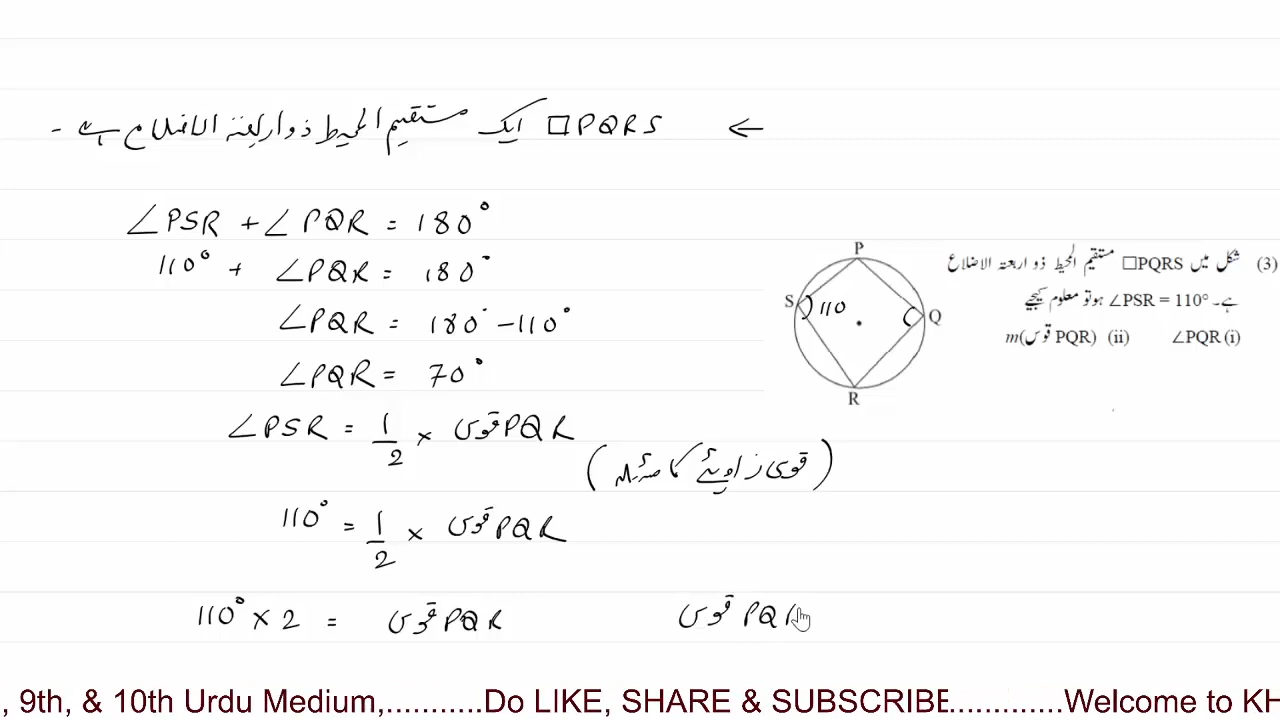 ← □PQRS ایک مستقیم المحیط ذو اربعتہ الاضلاع ہے -
∠PSR + ∠PQR = 180°
110° + ∠PQR = 180°
∠PQR = 180° - 110°
∠PQR = 70°
∠PSR = 1/2 × قوس PQR
(قوسی زاویئے کا مسئلہ)
110° = 1/2 × قوس PQR
110° × 2 = قوس PQR
قوس PQR
(3) شکل میں □PQRS مستقیم المحیط ذو اربعتہ الاضلاع
ہے۔ ∠PSR = 110° ہو تو معلوم کیجیے
∠PQR (i) m(قوس PQR) (ii)
P
S 110 Q
R
, 9th, & 10th Urdu Medium,...........Do LIKE, SHARE & SUBSCRIBE.............Welcome to KH